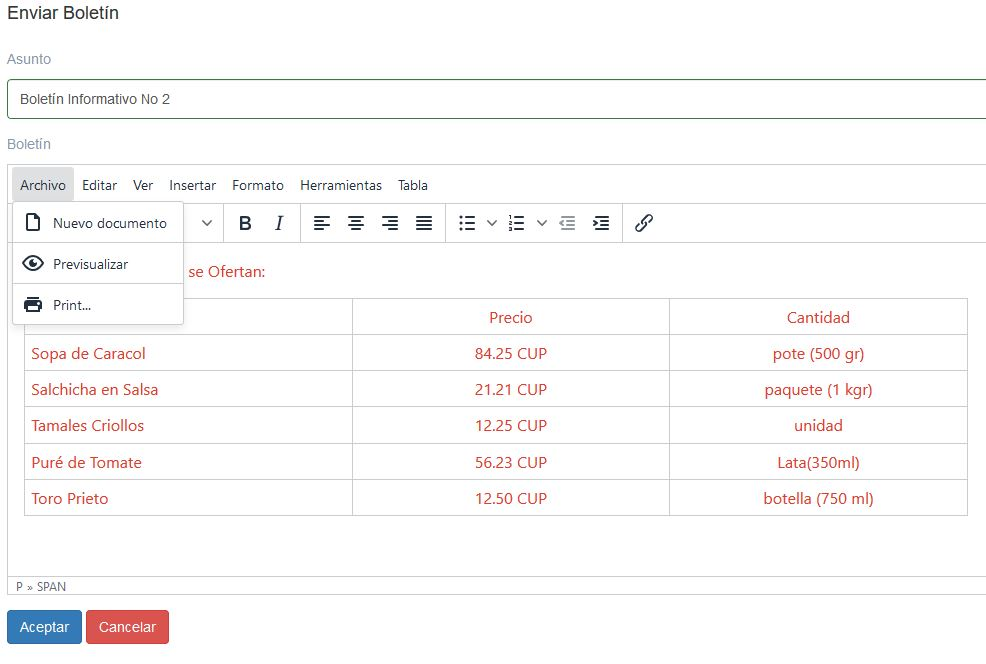 Enviar Boletín
Asunto
Boletín Informativo No 2
Boletín
Archivo Editar Ver Insertar Formato Herramientas Tabla
Nuevo documento B I
Previsualizar
se Ofertan:
Print...
Precio Cantidad
Sopa de Caracol 84.25 CUP pote (500 gr)
Salchicha en Salsa 21.21 CUP paquete (1 kgr)
Tamales Criollos 12.25 CUP unidad
Puré de Tomate 56.23 CUP Lata(350ml)
Toro Prieto 12.50 CUP botella (750 ml)
P » SPAN
Aceptar Cancelar